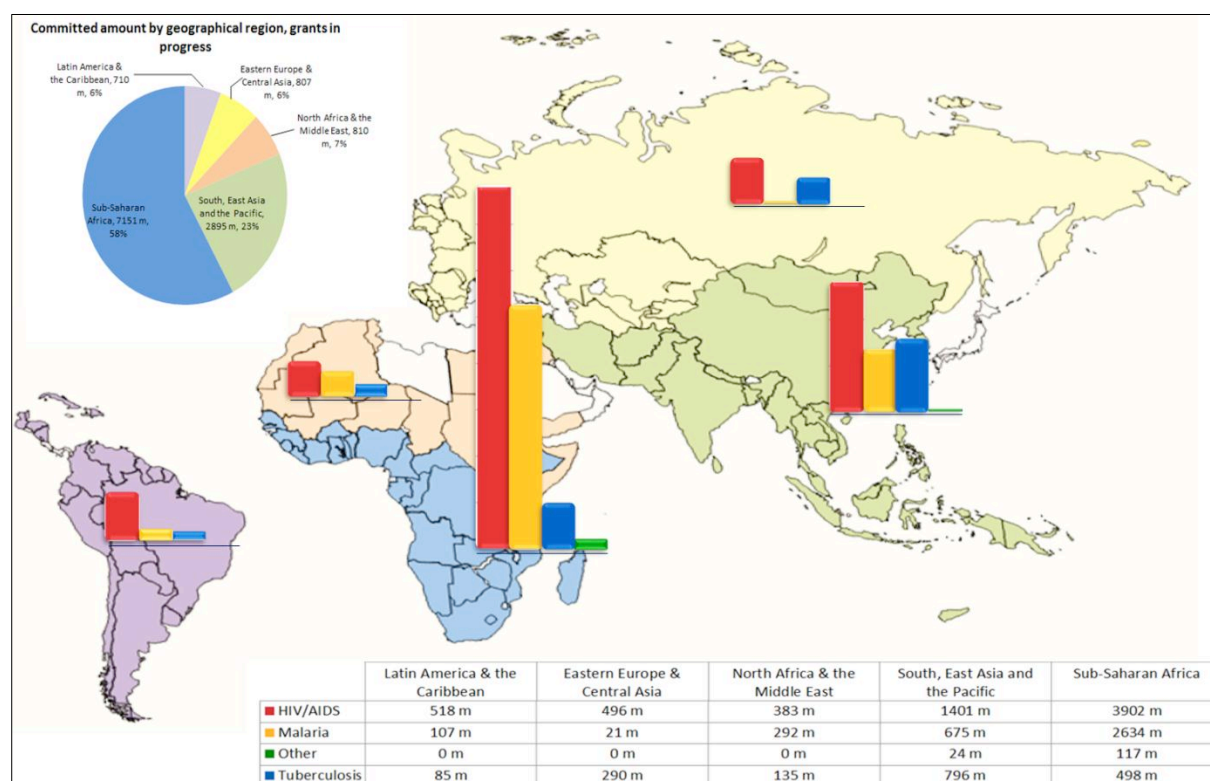 Committed amount by geographical region, grants in
progress
Latin America &
the Caribbean, 710
m, 6%
Eastern Europe &
Central Asia, 807
m, 6%
North Africa & the
Middle East, 810
m, 7%
Sub-Saharan
Africa, 7151 m,
58%
South, East Asia
and the Pacific,
2895 m, 23%
Latin America & the Caribbean Eastern Europe & Central Asia North Africa & the Middle East South, East Asia and the Pacific Sub-Saharan Africa
HIV/AIDS 518 m 496 m 383 m 1401 m 3902 m
Malaria 107 m 21 m 292 m 675 m 2634 m
Other 0 m 0 m 0 m 24 m 117 m
Tuberculosis 85 m 290 m 135 m 796 m 498 m